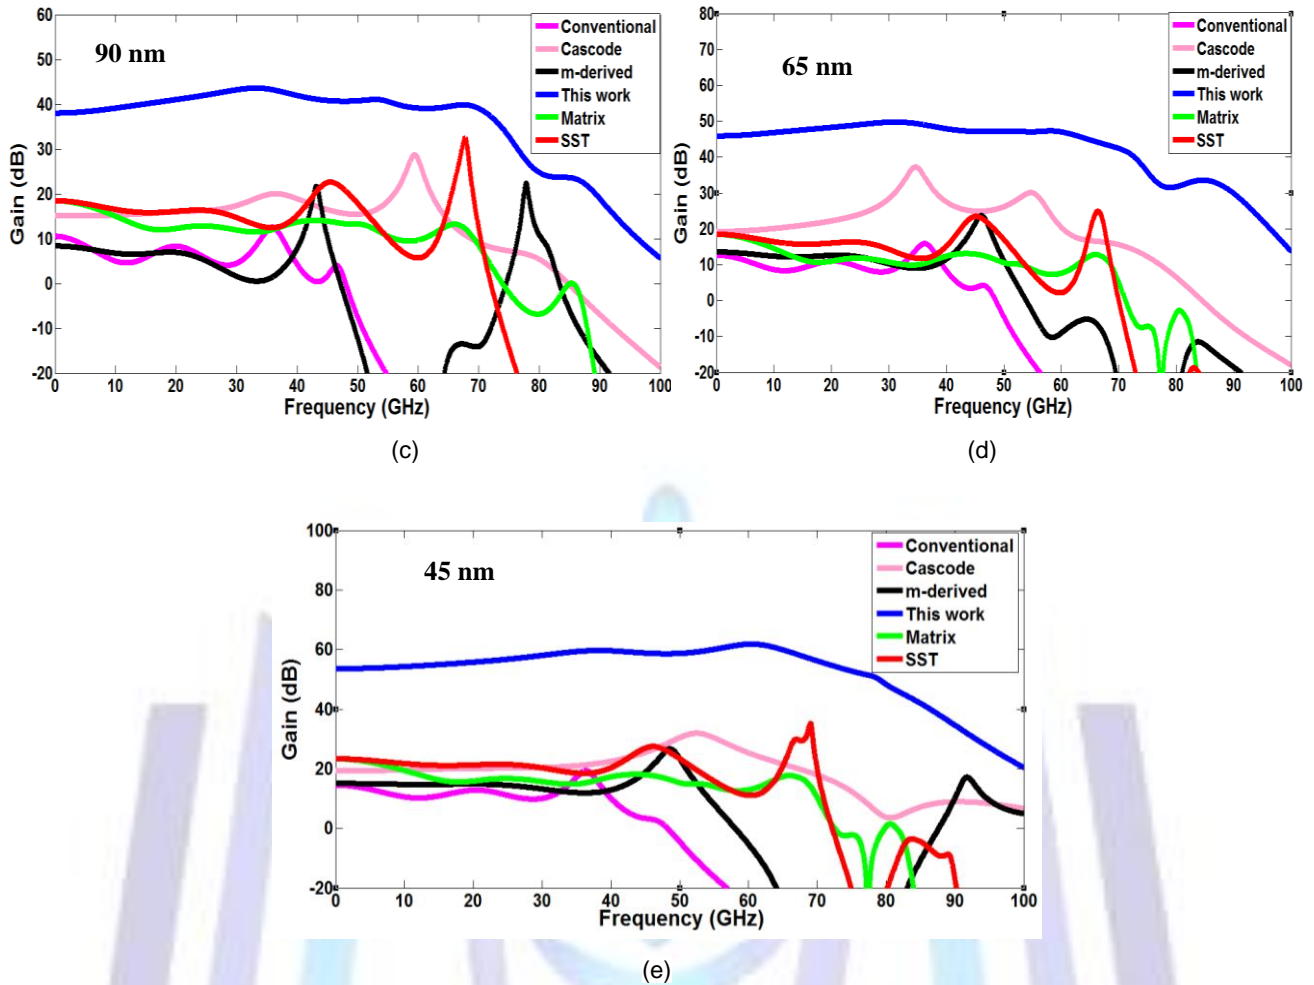 90 nm
Gain (dB)
60
50
40
30
20
10
0
-10
-20
0 10 20 30 40 50 60 70 80 90 100
Frequency (GHz)
Conventional
Cascode
m-derived
This work
Matrix
SST
(c)
65 nm
Gain (dB)
80
70
60
50
40
30
20
10
0
-10
-20
0 10 20 30 40 50 60 70 80 90 100
Frequency (GHz)
Conventional
Cascode
m-derived
This work
Matrix
SST
(d)
45 nm
Gain (dB)
100
80
60
40
20
0
-20
0 10 20 30 40 50 60 70 80 90 100
Frequency (GHz)
Conventional
Cascode
m-derived
This work
Matrix
SST
(e)